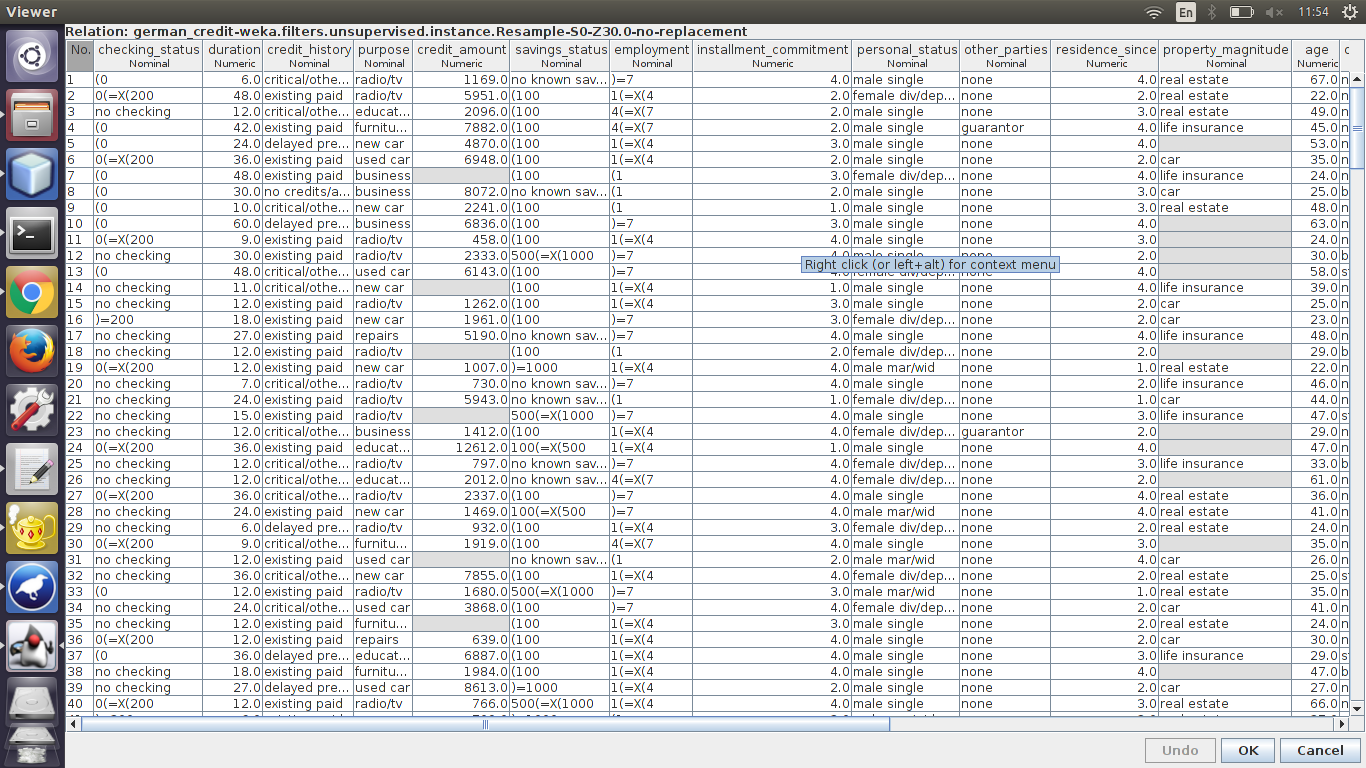 Viewer En 11:54
Relation: german_credit-weka.filters.unsupervised.instance.Resample-S0-Z30.0-no-replacement
No. checking_status duration credit_history purpose credit_amount savings_status employment installment_commitment personal_status other_parties residence_since property_magnitude age c
Nominal Numeric Nominal Nominal Numeric Nominal Nominal Numeric Nominal Nominal Numeric Nominal Numeric
1 (0 6.0 critical/othe... radio/tv 1169.0 no known sav... )=7 4.0 male single none 4.0 real estate 67.0 n
2 0(=X(200 48.0 existing paid radio/tv 5951.0 (100 1(=X(4 2.0 female div/dep... none 2.0 real estate 22.0 n
3 no checking 12.0 critical/othe... educat... 2096.0 (100 4(=X(7 2.0 male single none 3.0 real estate 49.0 n
4 (0 42.0 existing paid furnitu... 7882.0 (100 4(=X(7 2.0 male single guarantor 4.0 life insurance 45.0 n
5 (0 24.0 delayed pre... new car 4870.0 (100 1(=X(4 3.0 male single none 4.0 53.0 n
6 0(=X(200 36.0 existing paid used car 6948.0 (100 1(=X(4 2.0 male single none 2.0 car 35.0 n
7 (0 48.0 existing paid business (100 (1 3.0 female div/dep... none 4.0 life insurance 24.0 n
8 (0 30.0 no credits/a... business 8072.0 no known sav... (1 2.0 male single none 3.0 car 25.0 b
9 (0 10.0 critical/othe... new car 2241.0 (100 (1 1.0 male single none 3.0 real estate 48.0 n
10 (0 60.0 delayed pre... business 6836.0 (100 )=7 3.0 male single none 4.0 63.0 n
11 0(=X(200 9.0 existing paid radio/tv 458.0 (100 1(=X(4 4.0 male single none 3.0 24.0 n
12 no checking 30.0 existing paid radio/tv 2333.0 500(=X(1000 )=7 4.0 male single none 2.0 30.0 b
Right click (or left+alt) for context menu
13 (0 48.0 critical/othe... used car 6143.0 (100 )=7 4.0 female div/dep... none 4.0 58.0 st
14 no checking 11.0 critical/othe... new car (100 1(=X(4 1.0 male single none 4.0 life insurance 39.0 n
15 no checking 12.0 existing paid radio/tv 1262.0 (100 1(=X(4 3.0 male single none 2.0 car 25.0 n
16 )=200 18.0 existing paid new car 1961.0 (100 )=7 3.0 female div/dep... none 2.0 car 23.0 n
17 no checking 27.0 existing paid repairs 5190.0 no known sav... )=7 4.0 male single none 4.0 life insurance 48.0 n
18 no checking 12.0 existing paid radio/tv (100 (1 2.0 female div/dep... none 2.0 29.0 b
19 0(=X(200 12.0 existing paid new car 1007.0 )=1000 1(=X(4 4.0 male mar/wid none 1.0 real estate 22.0 n
20 no checking 7.0 critical/othe... radio/tv 730.0 no known sav... )=7 4.0 male single none 2.0 life insurance 46.0 n
21 no checking 24.0 existing paid radio/tv 5943.0 no known sav... (1 1.0 female div/dep... none 1.0 car 44.0 n
22 no checking 15.0 existing paid radio/tv 500(=X(1000 )=7 4.0 male single none 3.0 life insurance 47.0 st
23 no checking 12.0 critical/othe... business 1412.0 (100 1(=X(4 4.0 female div/dep... guarantor 2.0 29.0 n
24 0(=X(200 36.0 existing paid educat... 12612.0 100(=X(500 1(=X(4 1.0 male single none 4.0 47.0 n
25 no checking 12.0 critical/othe... radio/tv 797.0 no known sav... )=7 4.0 female div/dep... none 3.0 life insurance 33.0 b
26 no checking 12.0 critical/othe... educat... 2012.0 no known sav... 4(=X(7 4.0 female div/dep... none 2.0 61.0 n
27 0(=X(200 36.0 critical/othe... radio/tv 2337.0 (100 )=7 4.0 male single none 4.0 real estate 36.0 n
28 no checking 24.0 existing paid new car 1469.0 100(=X(500 )=7 4.0 male mar/wid none 4.0 real estate 41.0 n
29 no checking 6.0 delayed pre... radio/tv 932.0 (100 1(=X(4 3.0 female div/dep... none 2.0 real estate 24.0 n
30 0(=X(200 9.0 critical/othe... furnitu... 1919.0 (100 4(=X(7 4.0 male single none 3.0 35.0 n
31 no checking 12.0 existing paid used car no known sav... (1 2.0 male mar/wid none 4.0 car 26.0 n
32 no checking 36.0 critical/othe... new car 7855.0 (100 1(=X(4 4.0 female div/dep... none 2.0 real estate 25.0 st
33 (0 12.0 existing paid radio/tv 1680.0 500(=X(1000 )=7 3.0 male mar/wid none 1.0 real estate 35.0 n
34 no checking 24.0 critical/othe... used car 3868.0 (100 )=7 4.0 female div/dep... none 2.0 car 41.0 n
35 no checking 12.0 existing paid furnitu... (100 1(=X(4 3.0 male single none 2.0 real estate 24.0 n
36 0(=X(200 12.0 existing paid repairs 639.0 (100 1(=X(4 4.0 male single none 2.0 car 30.0 n
37 (0 36.0 delayed pre... educat... 6887.0 (100 1(=X(4 4.0 female div/dep... none 3.0 life insurance 29.0 st
38 no checking 18.0 existing paid furnitu... 1984.0 (100 1(=X(4 4.0 male single none 4.0 47.0 b
39 no checking 27.0 delayed pre... used car 8613.0 )=1000 1(=X(4 2.0 male single none 2.0 car 27.0 n
40 0(=X(200 12.0 existing paid radio/tv 766.0 500(=X(1000 1(=X(4 4.0 male single none 3.0 real estate 66.0 n
Undo OK Cancel